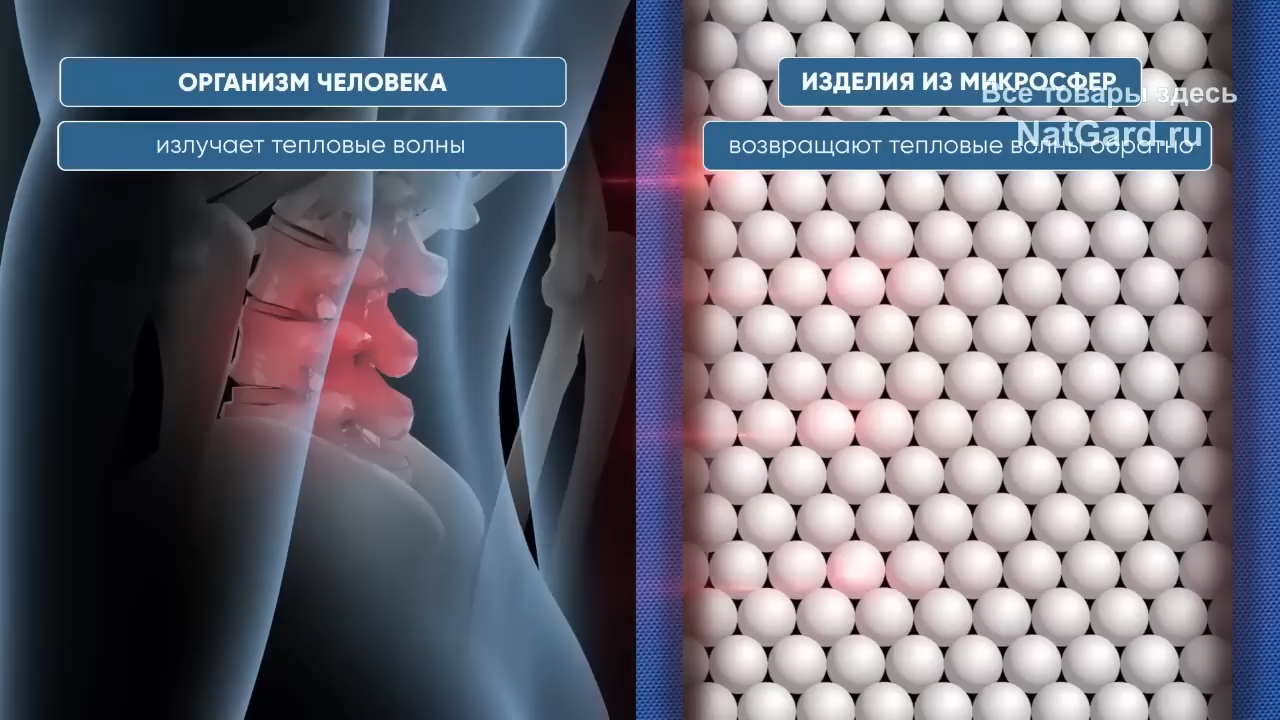 ОРГАНИЗМ ЧЕЛОВЕКА
излучает тепловые волны
ИЗДЕЛИЯ ИЗ МИКРОСФЕР
Все товары здесь
NatGard.ru
возвращают тепловые волны обратно